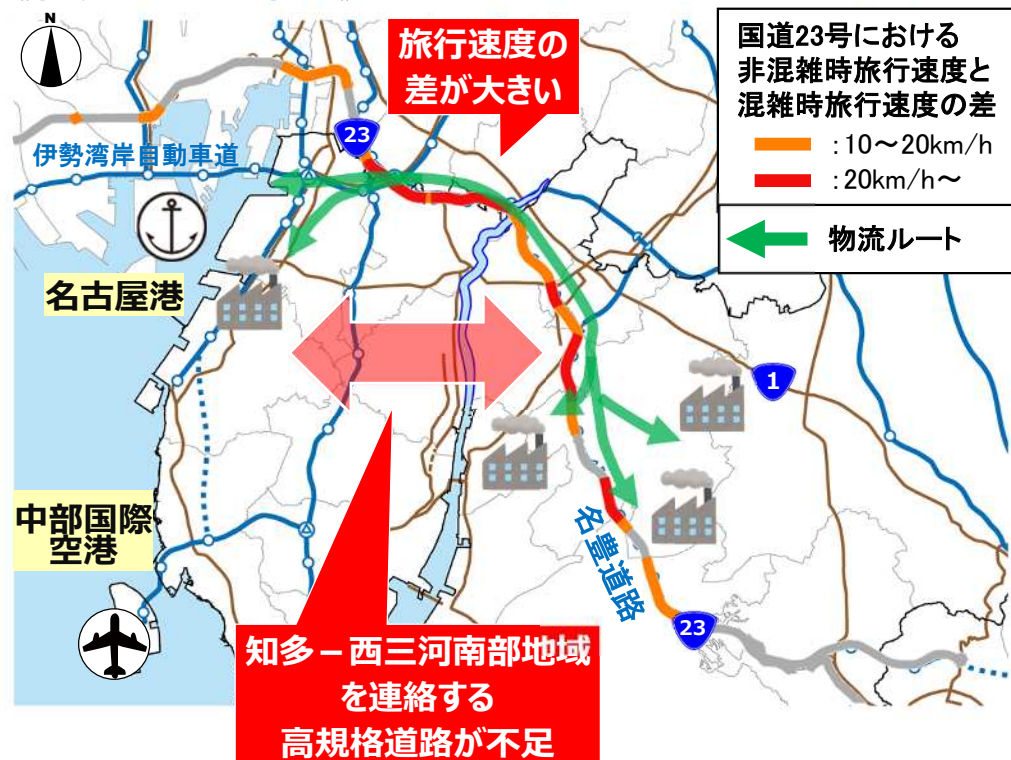 N
旅行速度の
差が大きい
国道23号における
非混雑時旅行速度と
混雑時旅行速度の差
:10～20km/h
:20km/h～
物流ルート
23
伊勢湾岸自動車道
名古屋港
1
中部国際
空港
名豊道路
23
知多－西三河南部地域
を連絡する
高規格道路が不足